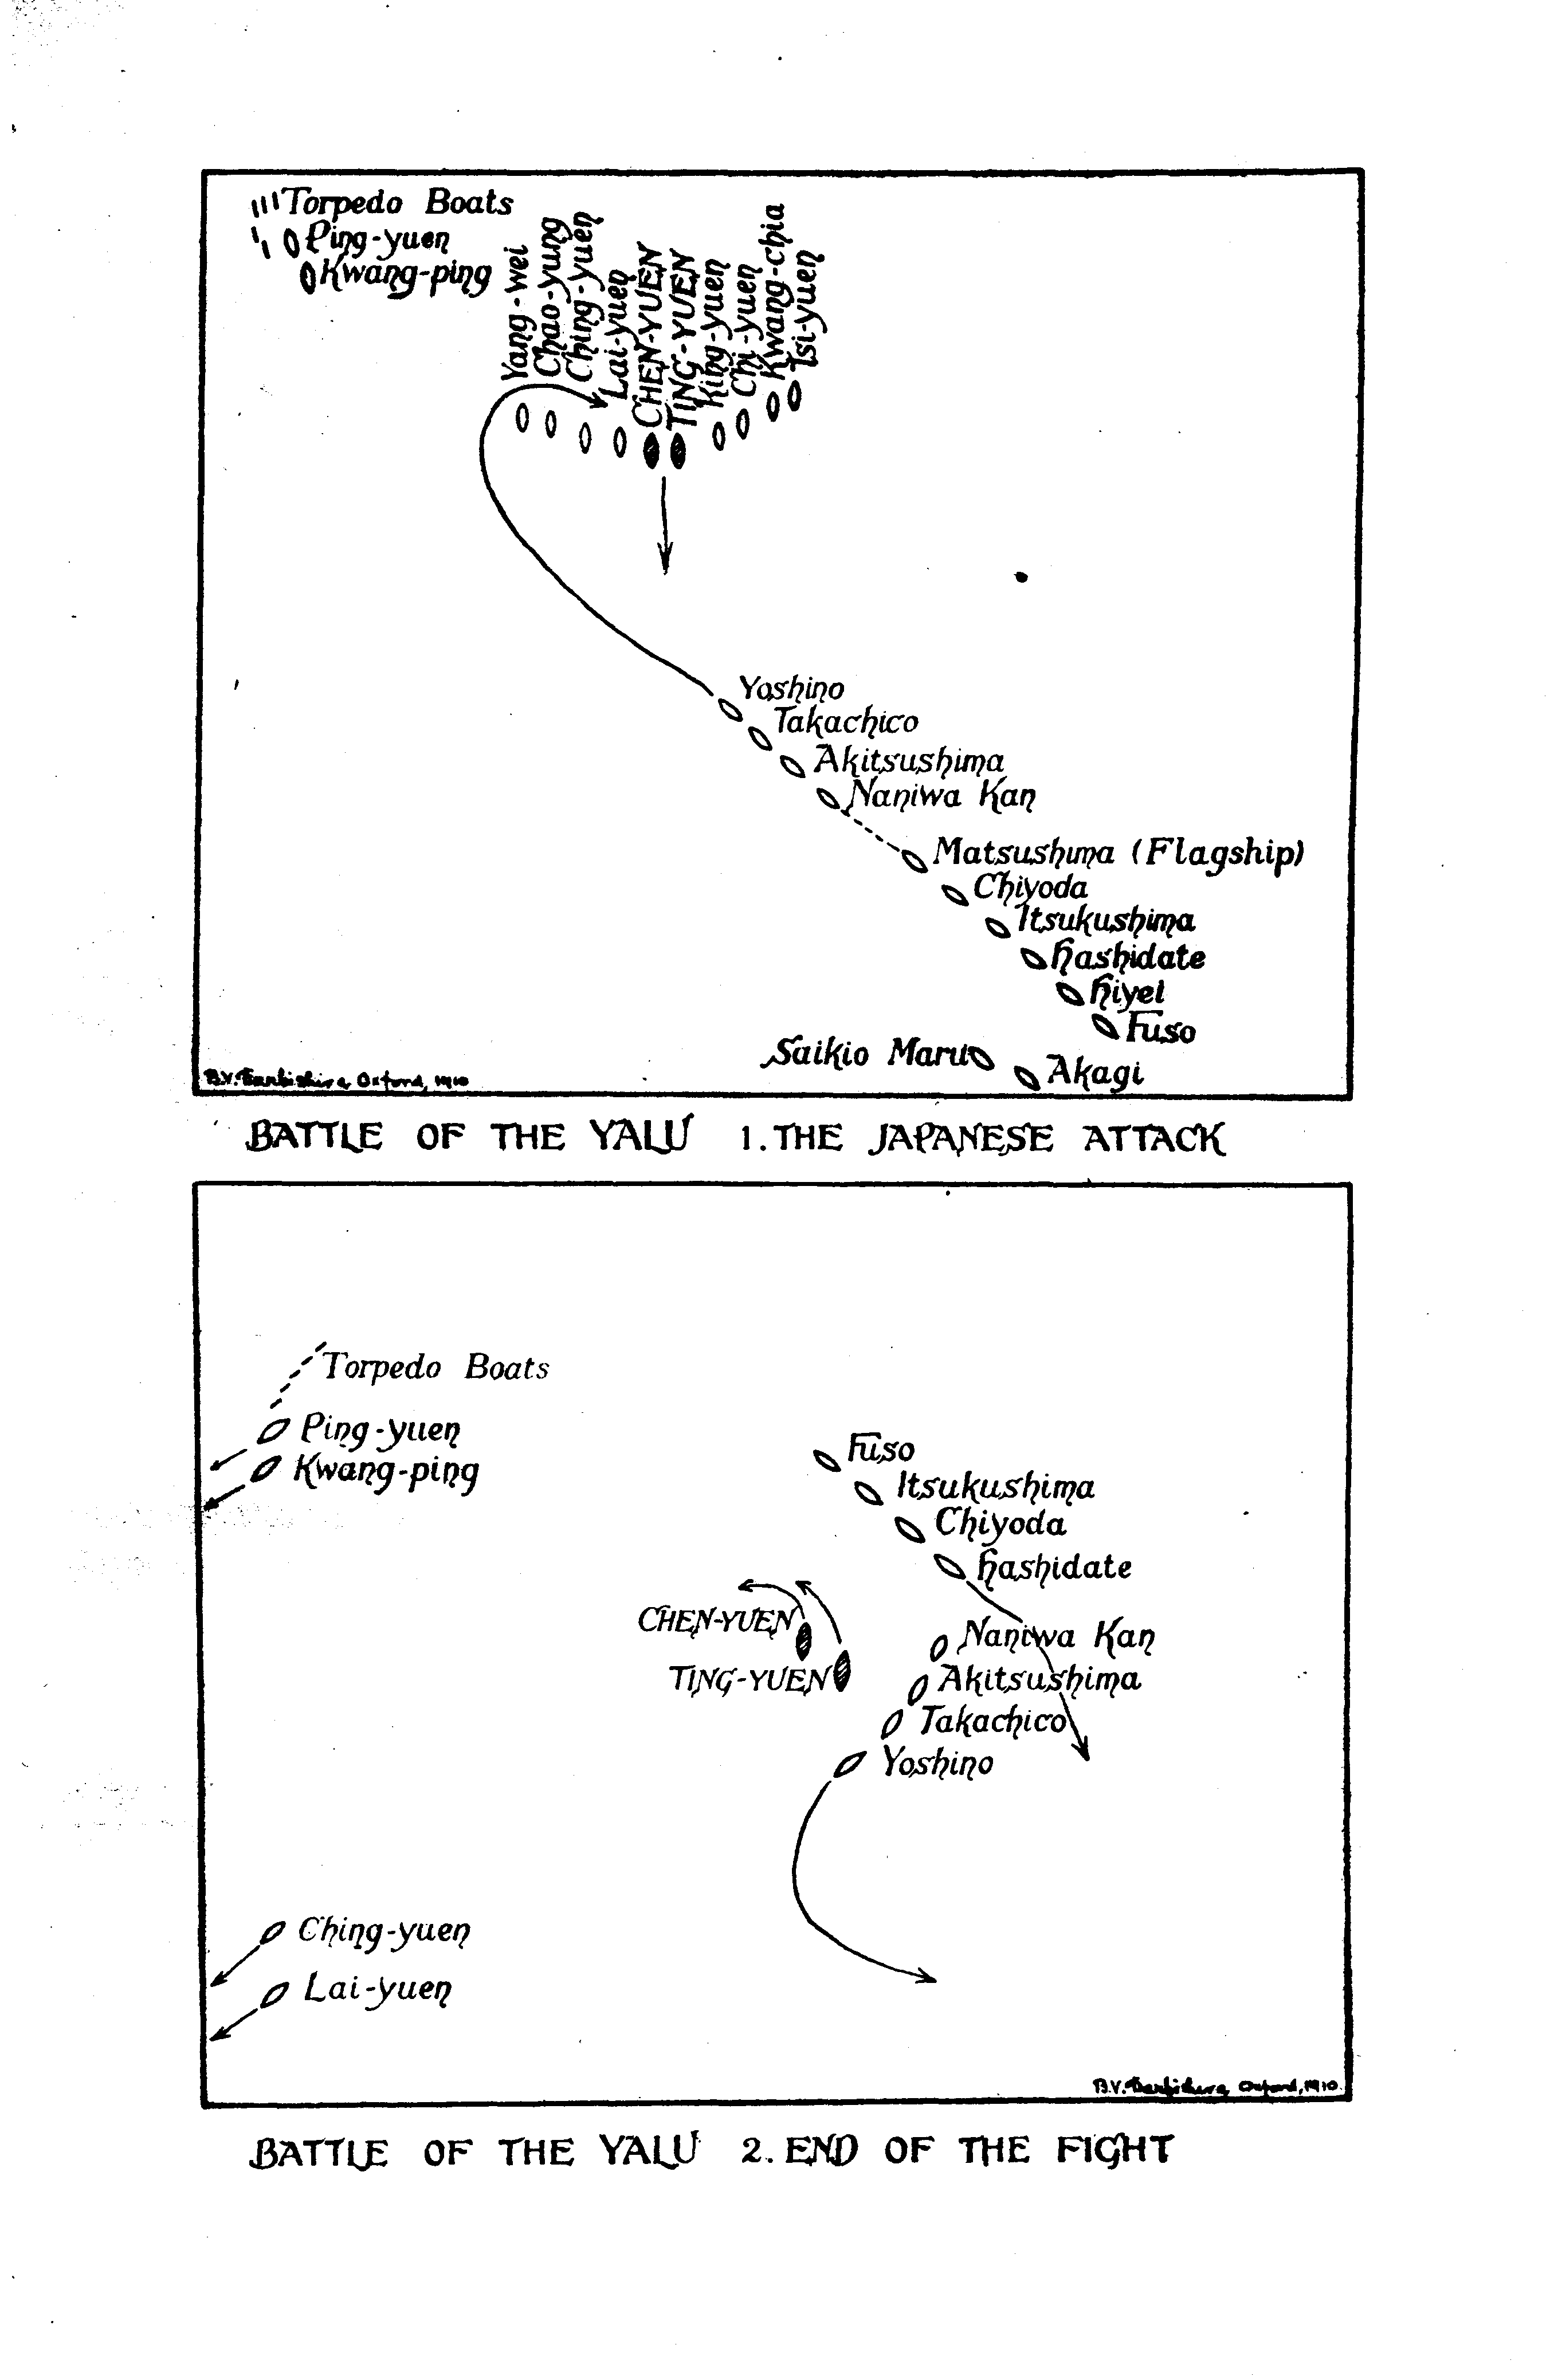 Torpedo Boats
Ping-yuen
Kwang-ping
Yang-wei
Chao-yung
Ching-yuen
Lai-yuen
CHEN-YUEN
TING-YUEN
King-yuen
Chi-yuen
Kwang-chia
Tsi-yuen
Yoshino
Takachico
Akitsushima
Naniwa Kan
Matsushima (Flagship)
Chiyoda
Itsukushima
Hashidate
Hiyei
Fuso
Saikio Maru
Akagi
B.V. Darbishire, Oxford, 1910
BATTLE OF THE YALU 1. THE JAPANESE ATTACK
Torpedo Boats
Ping-yuen
Kwang-ping
Fuso
Itsukushima
Chiyoda
Hashidate
CHEN-YUEN
Naniwa Kan
TING-YUEN
Akitsushima
Takachico
Yoshino
Ching-yuen
Lai-yuen
B.V. Darbishire, Oxford, 1910.
BATTLE OF THE YALU 2. END OF THE FIGHT